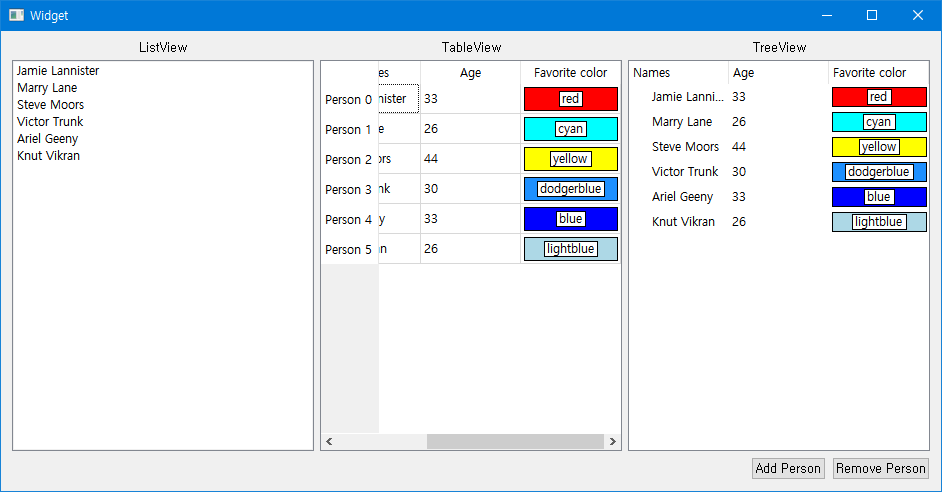 Widget
ListView
Jamie Lannister
Marry Lane
Steve Moors
Victor Trunk
Ariel Geeny
Knut Vikran
TableView
es Age Favorite color
Person 0 nister 33 red
Person 1 e 26 cyan
Person 2 ors 44 yellow
Person 3 nk 30 dodgerblue
Person 4 y 33 blue
Person 5 n 26 lightblue
TreeView
Names Age Favorite color
Jamie Lanni... 33 red
Marry Lane 26 cyan
Steve Moors 44 yellow
Victor Trunk 30 dodgerblue
Ariel Geeny 33 blue
Knut Vikran 26 lightblue
Add Person Remove Person